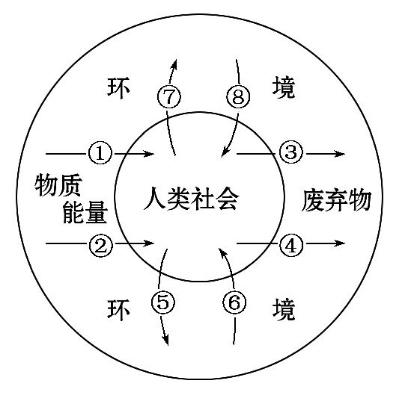 环 ⑦ ⑧ 境
① ③
物质 人类社会 废弃物
能量
② ④
环 ⑤ ⑥ 境